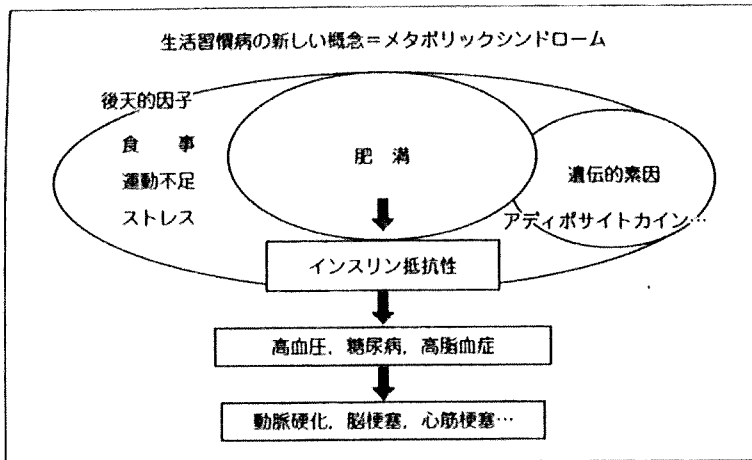 生活習慣病の新しい概念＝メタボリックシンドローム
後天的因子
食　事
運動不足
ストレス
肥　満
遺伝的素因
アディポサイトカイン…
インスリン抵抗性
高血圧，糖尿病，高脂血症
動脈硬化，脳梗塞，心筋梗塞…